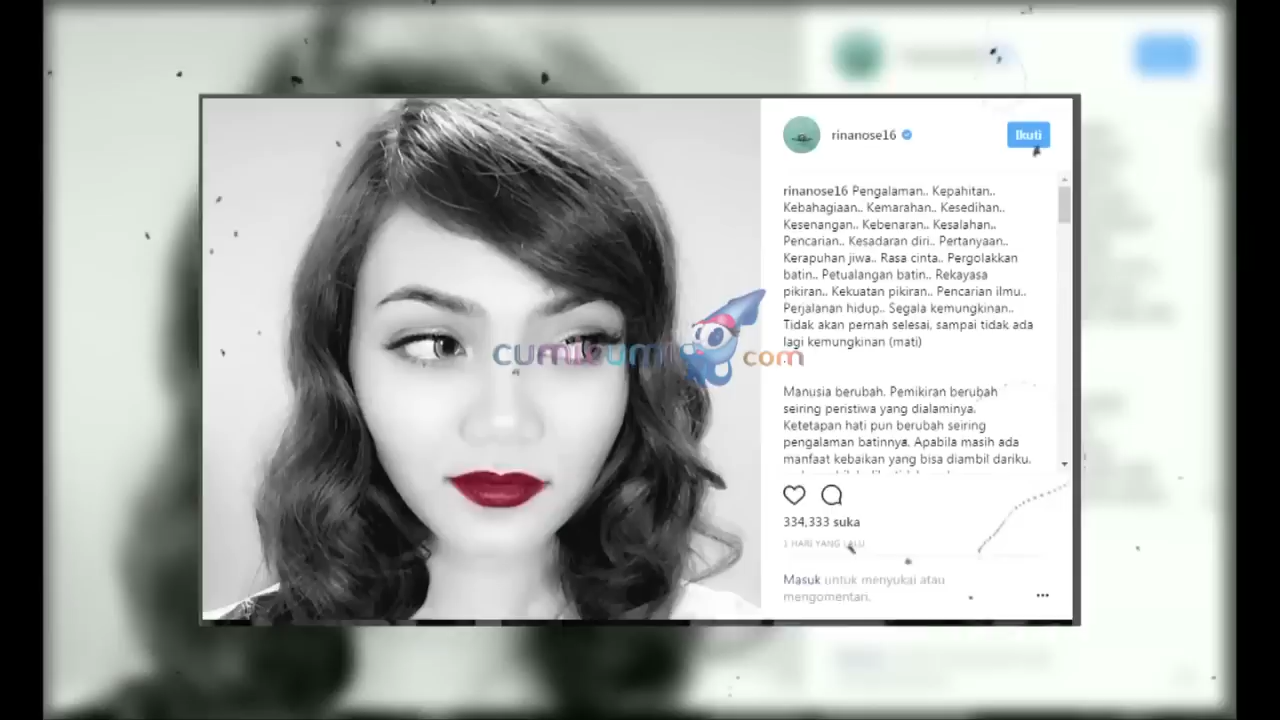 rinanose16
Ikuti
rinanose16 Pengalaman.. Kepahitan..
Kebahagiaan.. Kemarahan.. Kesedihan..
Kesenangan.. Kebenaran.. Kesalahan..
Pencarian.. Kesadaran diri.. Pertanyaan..
Kerapuhan jiwa.. Rasa cinta.. Pergolakkan
batin.. Petualangan batin.. Rekayasa
pikiran.. Kekuatan pikiran.. Pencarian ilmu..
Perjalanan hidup.. Segala kemungkinan..
Tidak akan pernah selesai, sampai tidak ada
lagi kemungkinan (mati)
cumicumi.com
Manusia berubah. Pemikiran berubah
seiring peristiwa yang dialaminya.
Ketetapan hati pun berubah seiring
pengalaman batinnya. Apabila masih ada
manfaat kebaikan yang bisa diambil dariku.
334,333 suka
1 HARI YANG LALU
Masuk untuk menyukai atau
mengomentari.